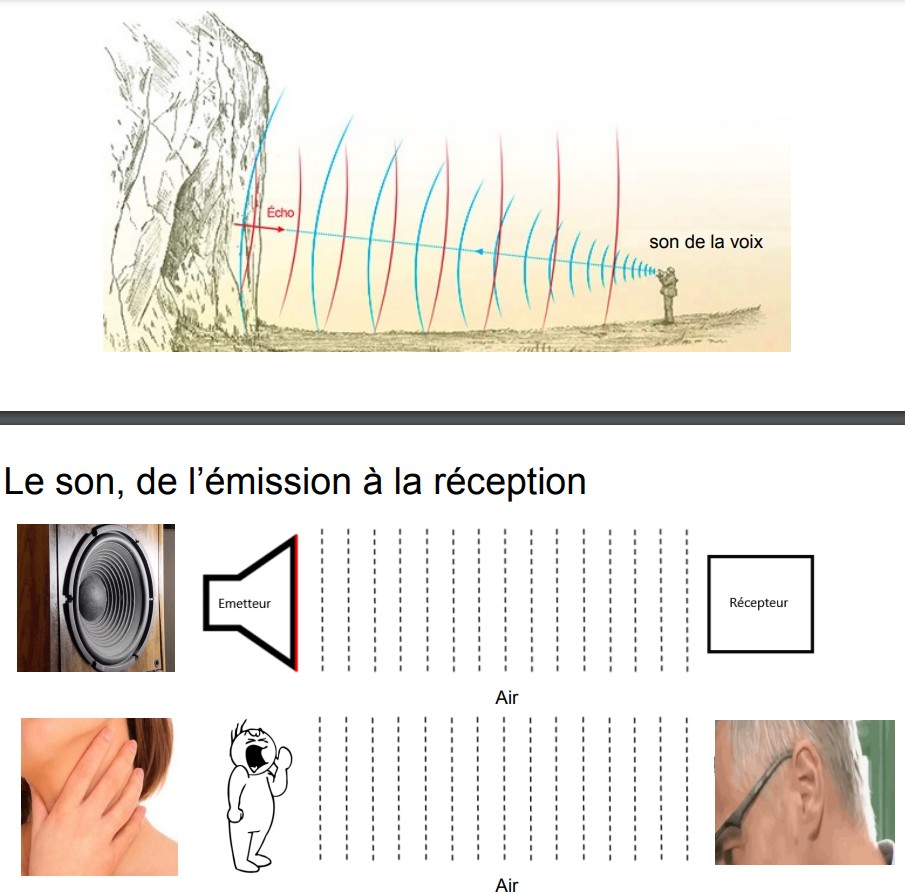 Écho
son de la voix
Le son, de l’émission à la réception
Emetteur
Récepteur
Air
Air